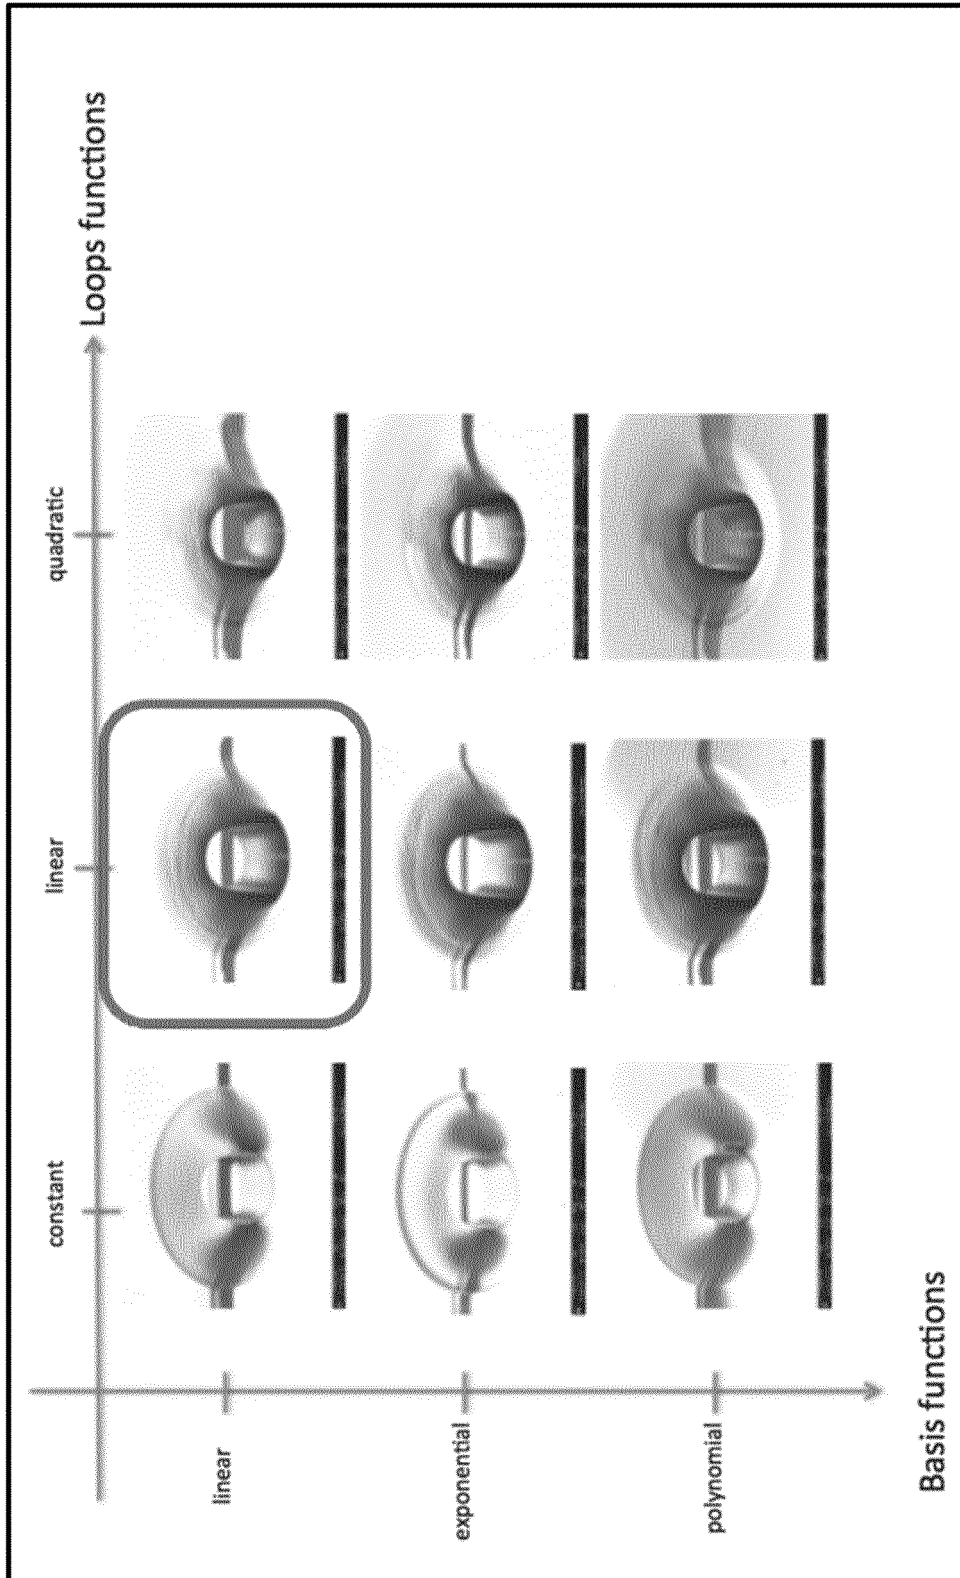 Loops functions
constant
linear
quadratic
linear
exponential
polynomial
Basis functions